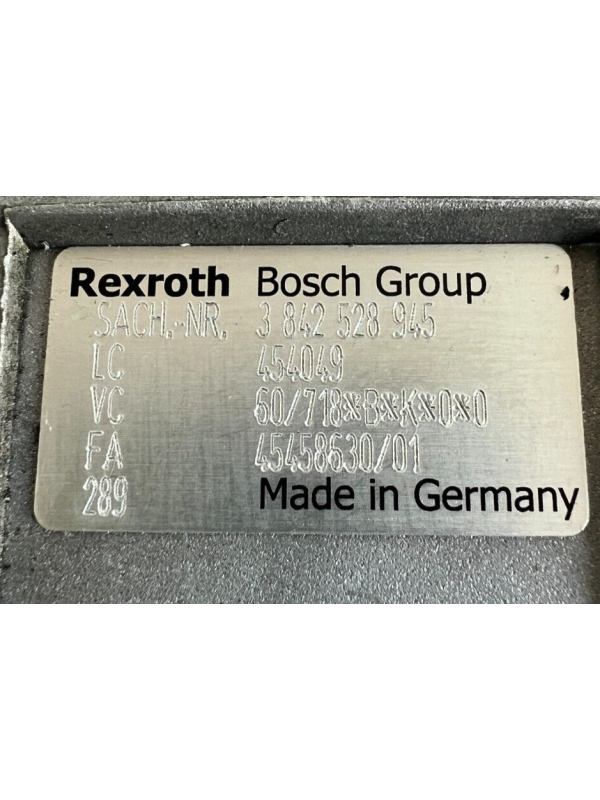 Rexroth Bosch Group
SACH.-NR. 3 842 528 945
LC 454049
VC 60/718*B*K*0*0
FA 45458630/01
289 Made in Germany